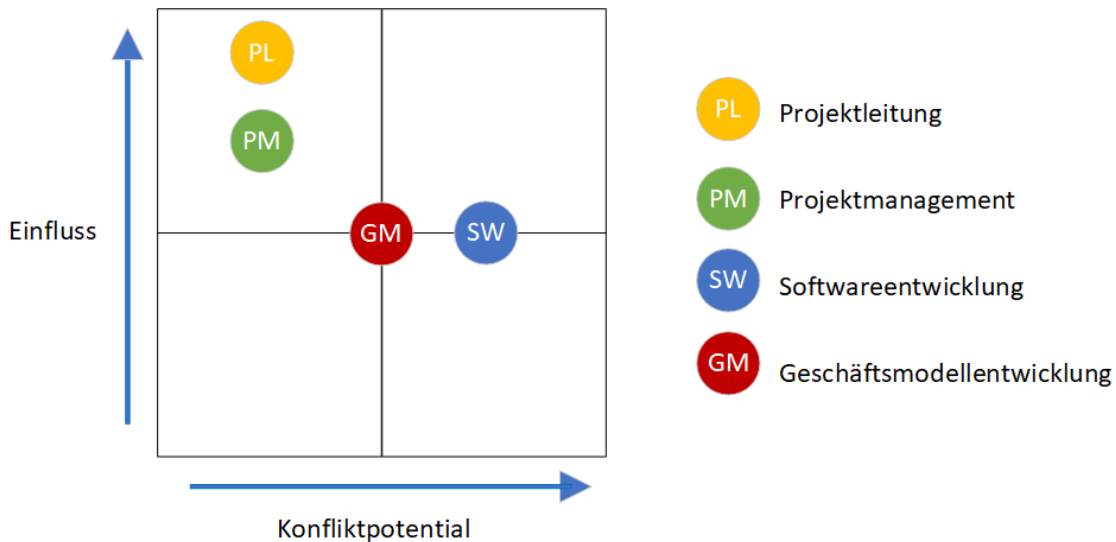 PL
PM
GM
SW
Einfluss
Konfliktpotential
PL Projektleitung
PM Projektmanagement
SW Softwareentwicklung
GM Geschäftsmodellentwicklung